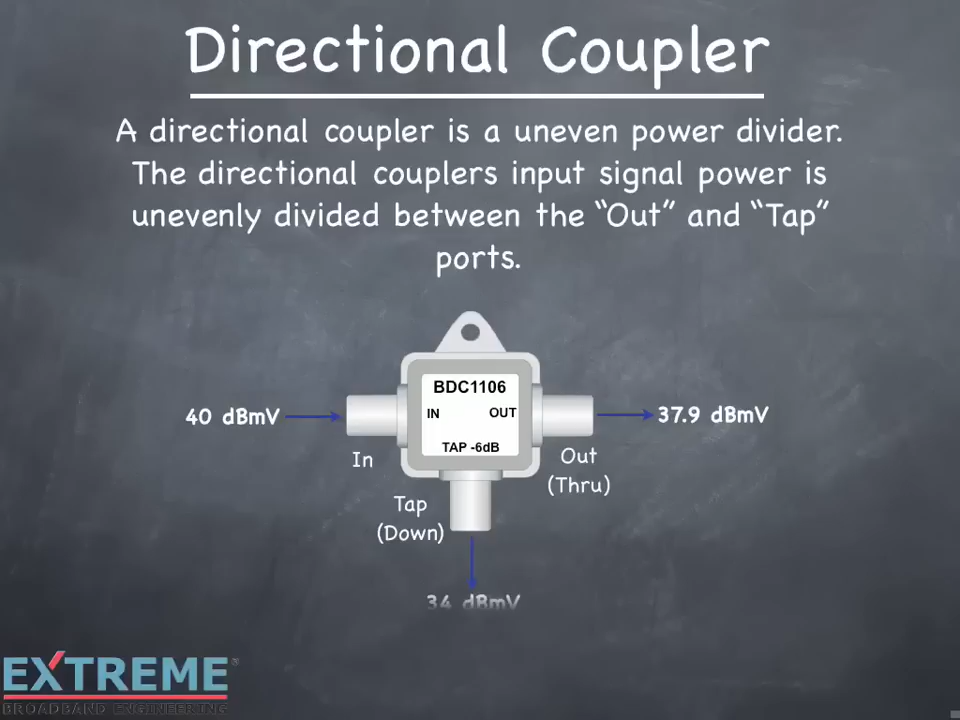 Directional Coupler
A directional coupler is a uneven power divider.
The directional couplers input signal power is
unevenly divided between the “Out” and “Tap”
ports.
BDC1106
IN OUT
TAP -6dB
40 dBmV
37.9 dBmV
In
Out
(Thru)
Tap
(Down)
34 dBmV
EXTREME®
BROADBAND ENGINEERING